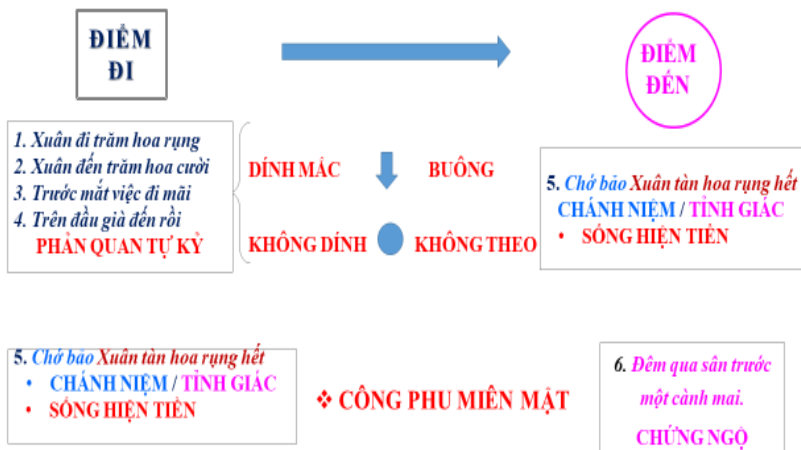 ĐIỂM
ĐI
ĐIỂM
ĐẾN
1. Xuân đi trăm hoa rụng
2. Xuân đến trăm hoa cười
3. Trước mắt việc đi mãi
4. Trên đầu già đến rồi
PHẢN QUAN TỰ KỶ
DÍNH MẮC
BUÔNG
KHÔNG DÍNH
KHÔNG THEO
5. Chớ bảo Xuân tàn hoa rụng hết
CHÁNH NIỆM / TỈNH GIÁC
• SỐNG HIỆN TIỀN
5. Chớ bảo Xuân tàn hoa rụng hết
• CHÁNH NIỆM / TỈNH GIÁC
• SỐNG HIỆN TIỀN
❖ CÔNG PHU MIÊN MẬT
6. Đêm qua sân trước
một cành mai.
CHỨNG NGỘ